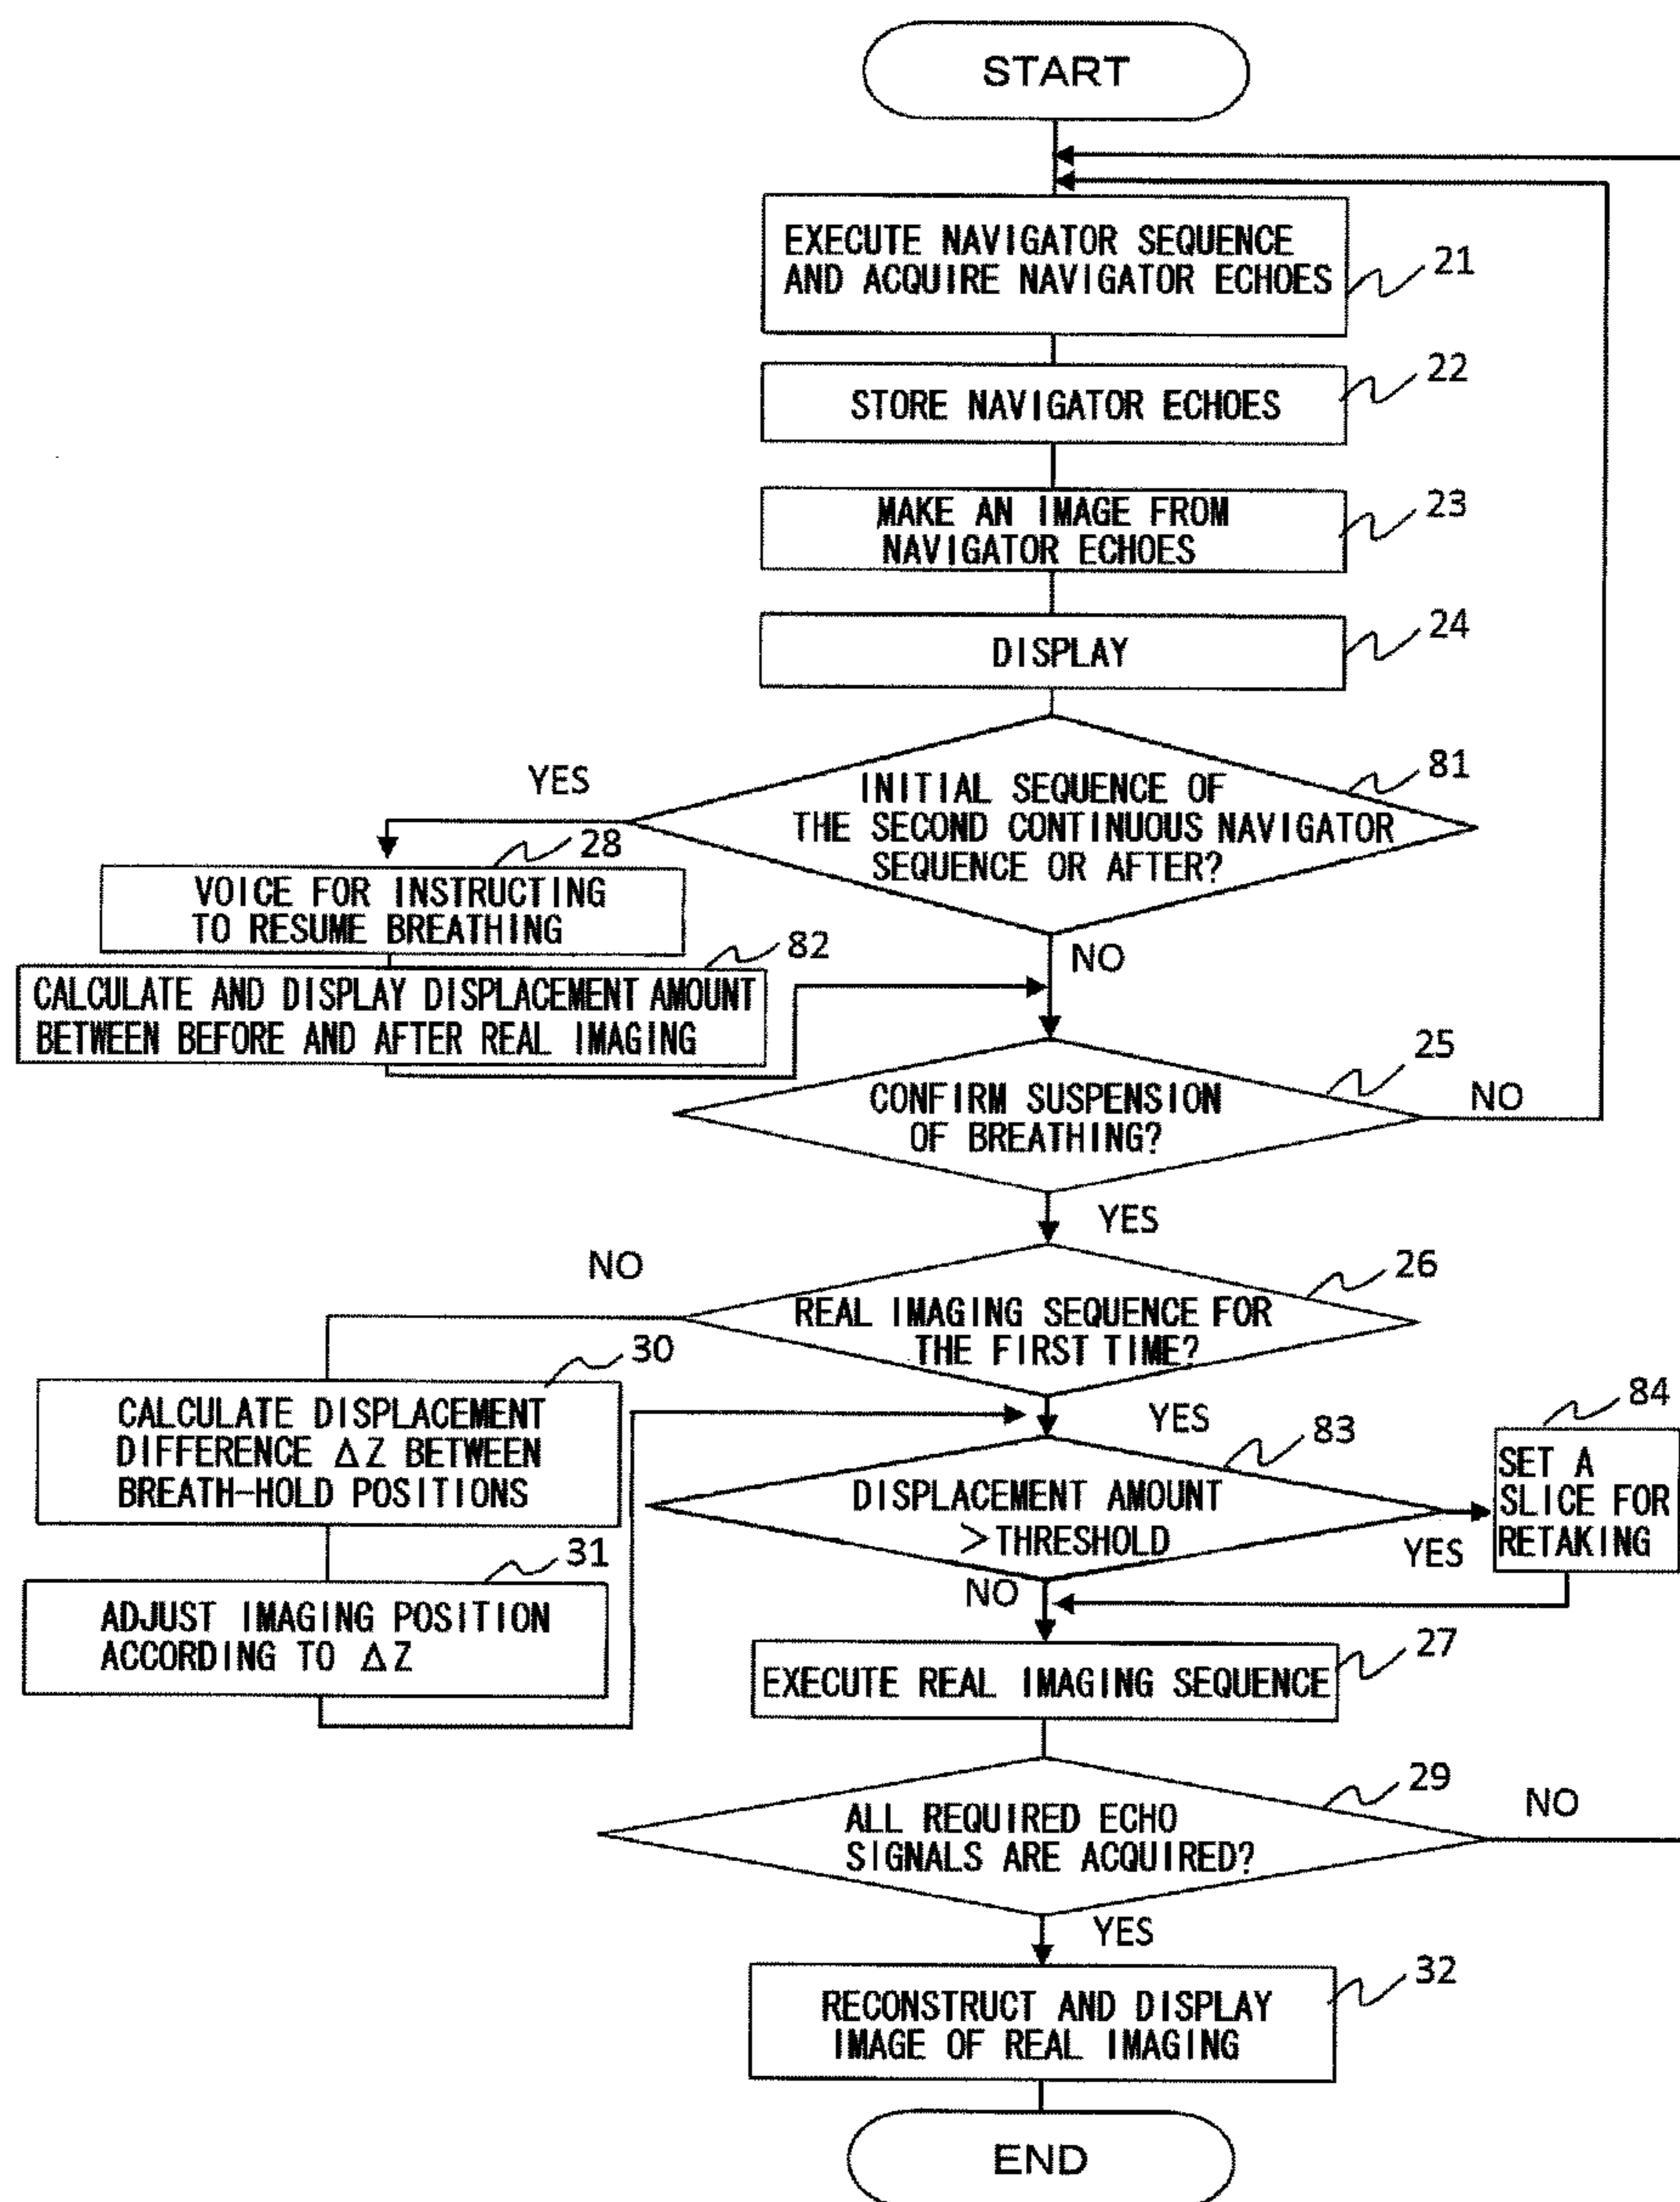 START
EXECUTE NAVIGATOR SEQUENCE
AND ACQUIRE NAVIGATOR ECHOES
21
STORE NAVIGATOR ECHOES
22
MAKE AN IMAGE FROM
NAVIGATOR ECHOES
23
DISPLAY
24
INITIAL SEQUENCE OF
THE SECOND CONTINUOUS NAVIGATOR
SEQUENCE OR AFTER?
81
YES
28
VOICE FOR INSTRUCTING
TO RESUME BREATHING
NO
82
CALCULATE AND DISPLAY DISPLACEMENT AMOUNT
BETWEEN BEFORE AND AFTER REAL IMAGING
25
CONFIRM SUSPENSION
OF BREATHING?
NO
YES
26
REAL IMAGING SEQUENCE FOR
THE FIRST TIME?
NO
30
CALCULATE DISPLACEMENT
DIFFERENCE ΔZ BETWEEN
BREATH-HOLD POSITIONS
31
ADJUST IMAGING POSITION
ACCORDING TO ΔZ
YES
83
DISPLACEMENT AMOUNT
>THRESHOLD
YES
84
SET A
SLICE FOR
RETAKING
NO
27
EXECUTE REAL IMAGING SEQUENCE
29
ALL REQUIRED ECHO
SIGNALS ARE ACQUIRED?
NO
YES
32
RECONSTRUCT AND DISPLAY
IMAGE OF REAL IMAGING
END